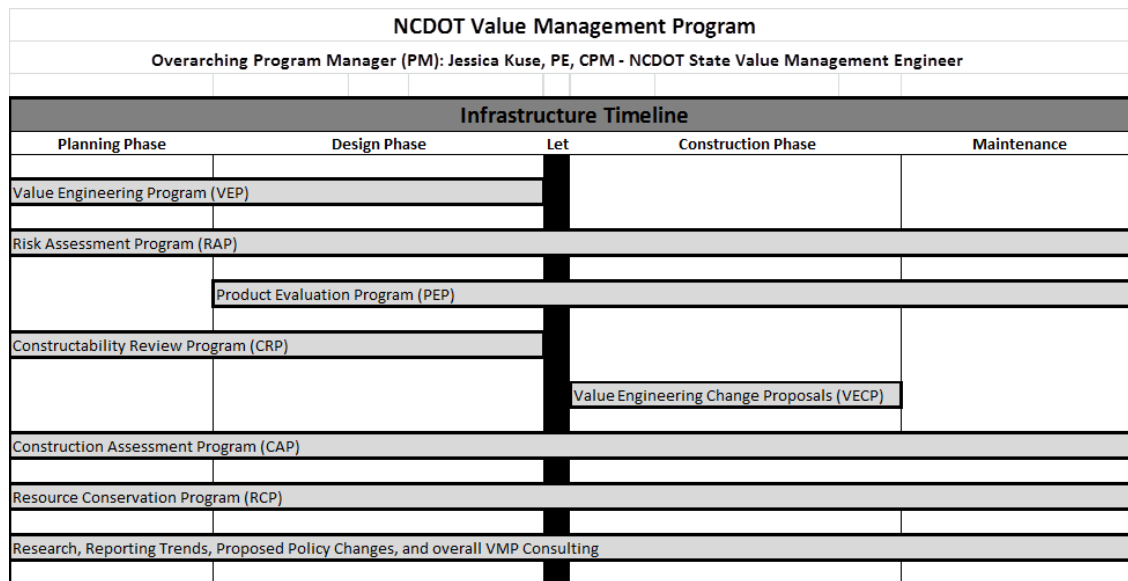 NCDOT Value Management Program
Overarching Program Manager (PM): Jessica Kuse, PE, CPM - NCDOT State Value Management Engineer
Infrastructure Timeline
Planning Phase Design Phase Let Construction Phase Maintenance
Value Engineering Program (VEP)
Risk Assessment Program (RAP)
Product Evaluation Program (PEP)
Constructability Review Program (CRP)
Value Engineering Change Proposals (VECP)
Construction Assessment Program (CAP)
Resource Conservation Program (RCP)
Research, Reporting Trends, Proposed Policy Changes, and overall VMP Consulting